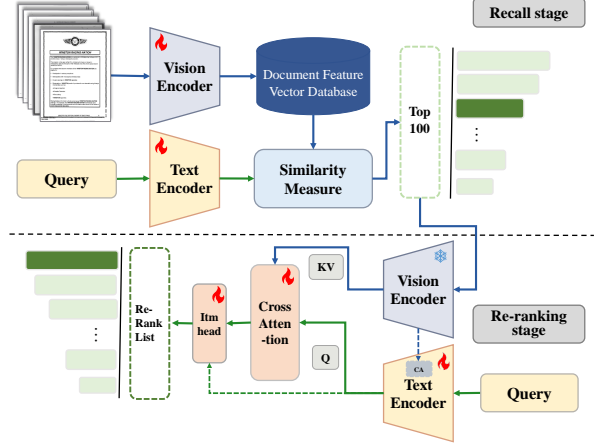 Recall stage
Vision
Encoder
Document Feature
Vector Database
Top
100
Query
Text
Encoder
Similarity
Measure
KV
Vision
Encoder
Re-
Rank
List
Itm
head
Cross
Atten
-tion
Re-ranking
stage
Q
CA
Text
Encoder
Query